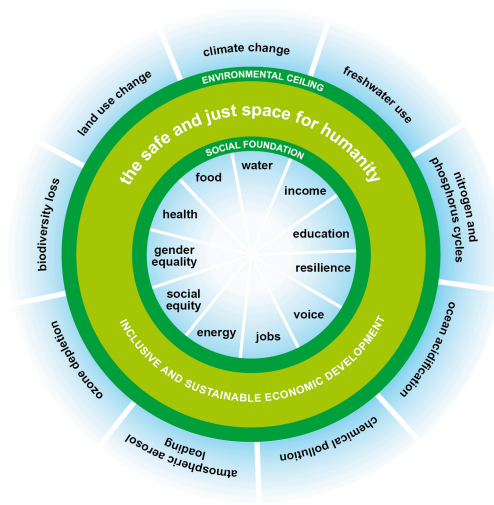 climate change
freshwater use
nitrogen and
phosphorus cycles
ocean acidification
chemical pollution
atmospheric aerosol
loading
ozone depletion
biodiversity loss
land use change
ENVIRONMENTAL CEILING
the safe and just space for humanity
SOCIAL FOUNDATION
water
income
education
resilience
voice
jobs
energy
social
equity
gender
equality
health
food
INCLUSIVE AND SUSTAINABLE ECONOMIC DEVELOPMENT